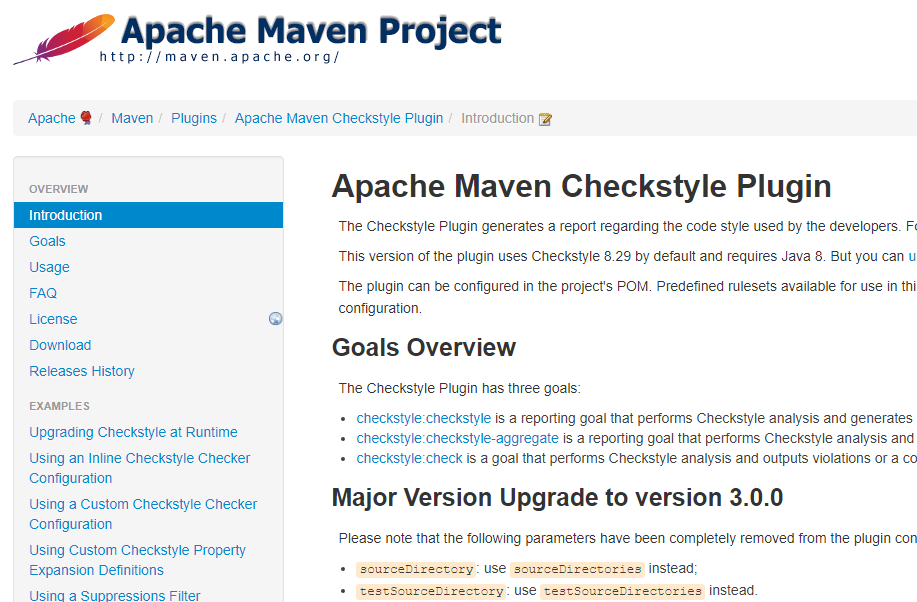 Apache Maven Project
http://maven.apache.org/
Apache / Maven / Plugins / Apache Maven Checkstyle Plugin / Introduction
OVERVIEW
Introduction
Goals
Usage
FAQ
License
Download
Releases History
EXAMPLES
Upgrading Checkstyle at Runtime
Using an Inline Checkstyle Checker
Configuration
Using a Custom Checkstyle Checker
Configuration
Using Custom Checkstyle Property
Expansion Definitions
Using a Suppressions Filter
Apache Maven Checkstyle Plugin
The Checkstyle Plugin generates a report regarding the code style used by the developers. Fo
This version of the plugin uses Checkstyle 8.29 by default and requires Java 8. But you can u
The plugin can be configured in the project's POM. Predefined rulesets available for use in thi
configuration.
Goals Overview
The Checkstyle Plugin has three goals:
• checkstyle:checkstyle is a reporting goal that performs Checkstyle analysis and generates
• checkstyle:checkstyle-aggregate is a reporting goal that performs Checkstyle analysis and
• checkstyle:check is a goal that performs Checkstyle analysis and outputs violations or a co
Major Version Upgrade to version 3.0.0
Please note that the following parameters have been completely removed from the plugin con
• sourceDirectory: use sourceDirectories instead;
• testSourceDirectory: use testSourceDirectories instead.